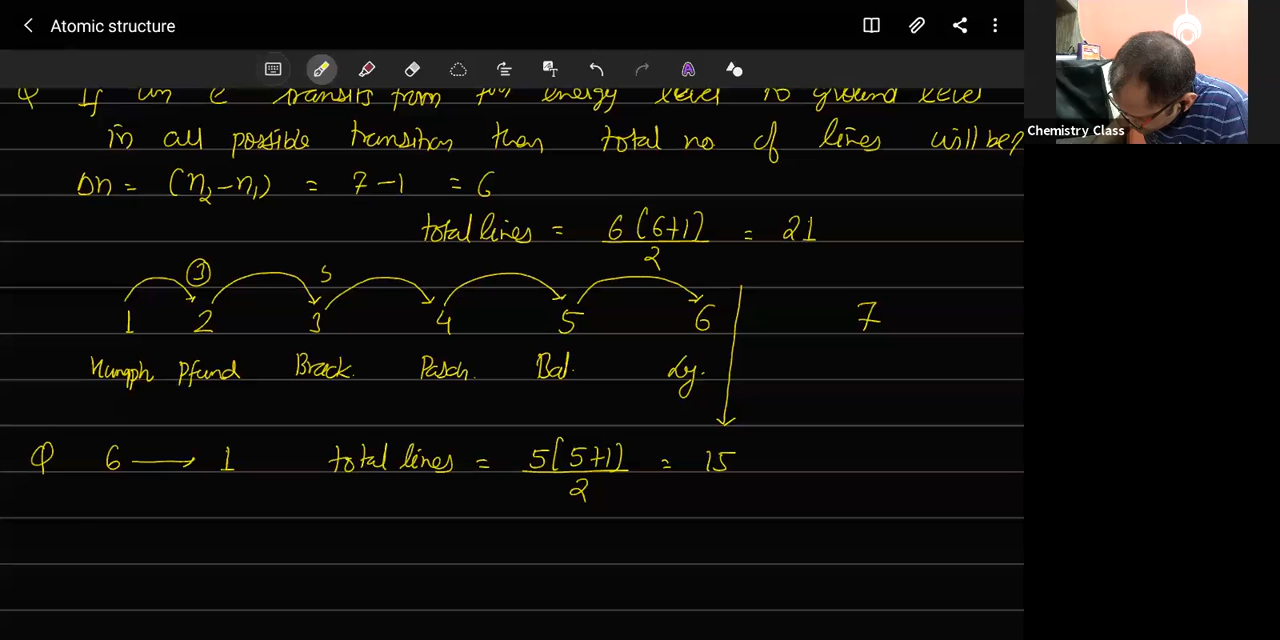 Atomic structure
Chemistry Class
Q If an e transits from 7th energy level to ground level
in all possible transition than total no of lines will be?
Δn = (n₂-n₁) = 7-1 = 6
total lines = 6(6+1)/2 = 21
3 5
1 2 3 4 5 6 7
Humph Pfund Brack. Pasch. Bal. Ly.
Q 6 → 1 total lines = 5(5+1)/2 = 15